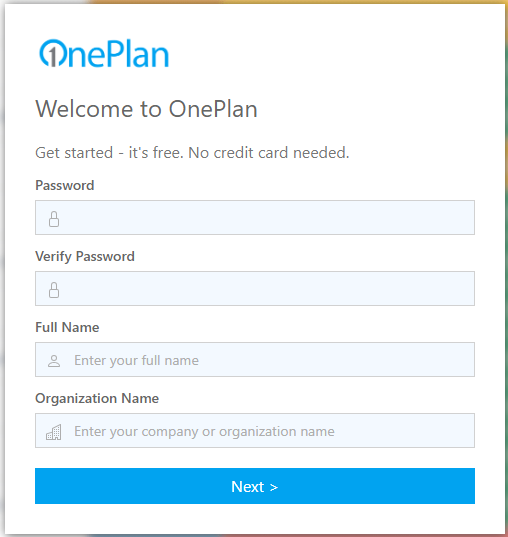 OnePlan
Welcome to OnePlan
Get started - it's free. No credit card needed.
Password
Verify Password
Full Name
Enter your full name
Organization Name
Enter your company or organization name
Next >